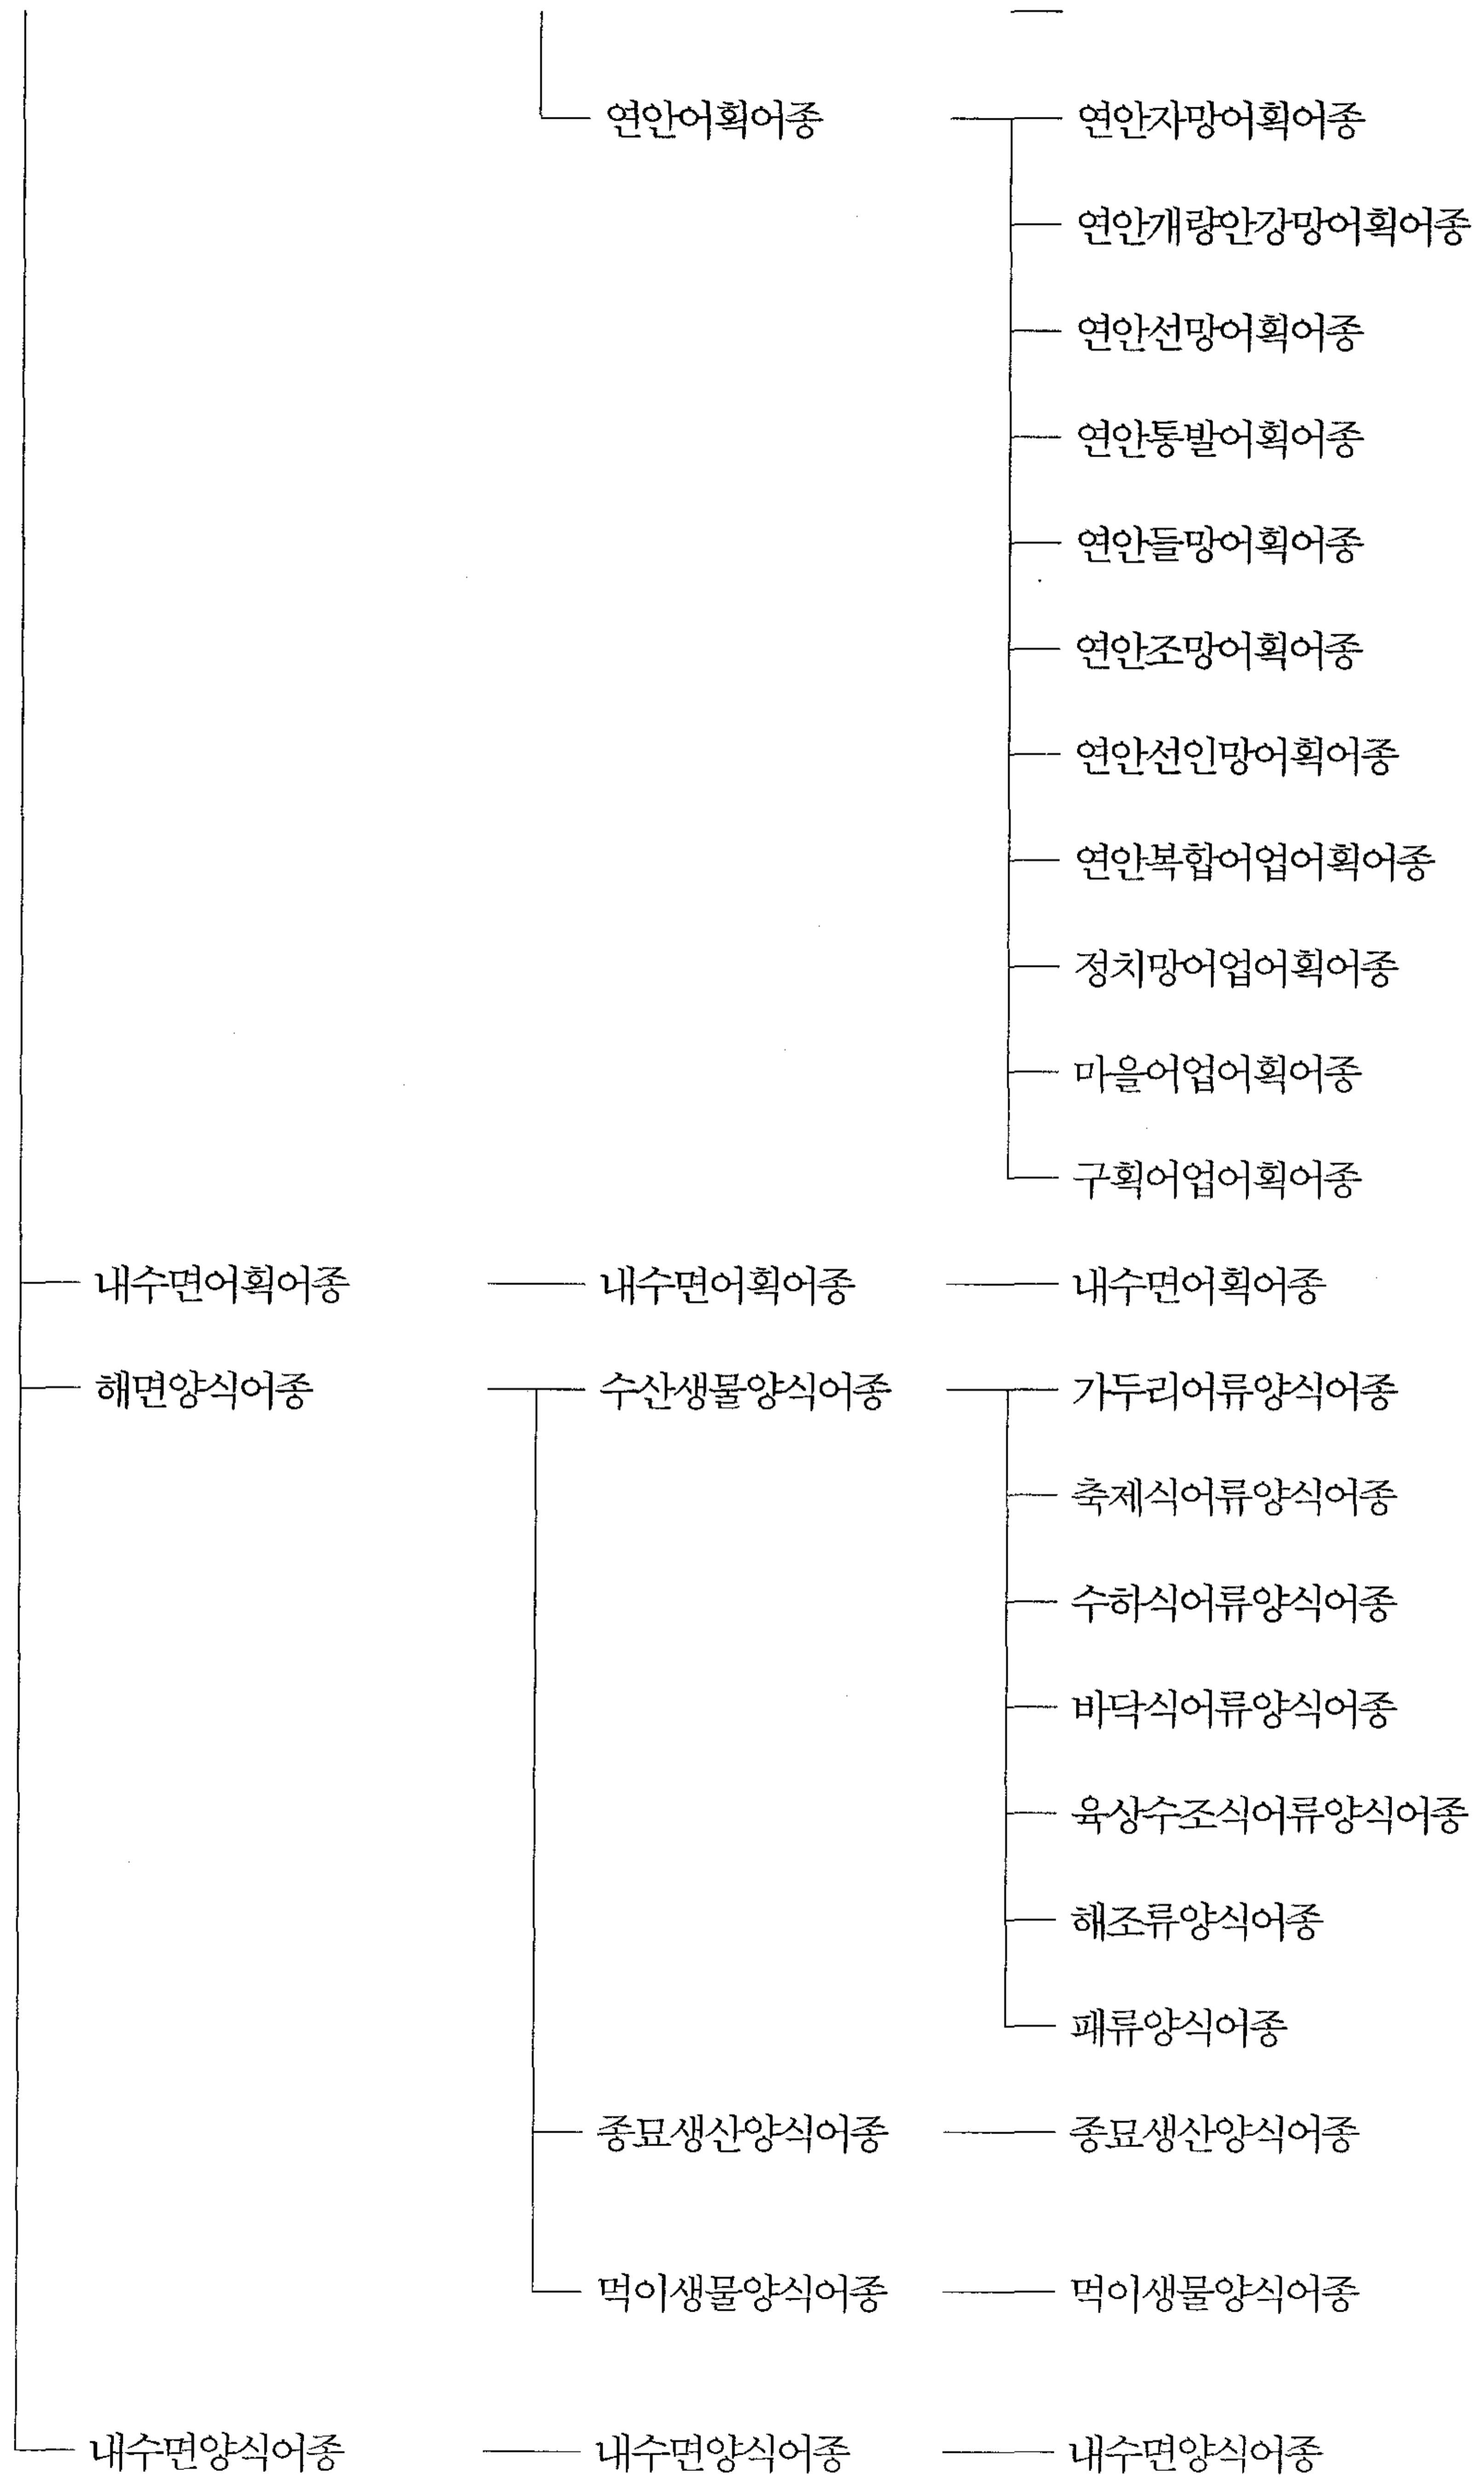 연안어획어종 연안자망어획어종
연안개량안강망어획어종
연안선망어획어종
연안통발어획어종
연안들망어획어종
연안조망어획어종
연안선인망어획어종
연안복합어업어획어종
정치망어업어획어종
마을어업어획어종
구획어업어획어종
내수면어획어종 내수면어획어종 내수면어획어종
해면양식어종 수산생물양식어종 가두리어류양식어종
축제식어류양식어종
수하식어류양식어종
바닥식어류양식어종
육상수조식어류양식어종
해조류양식어종
패류양식어종
종묘생산양식어종 종묘생산양식어종
먹이생물양식어종 먹이생물양식어종
내수면양식어종 내수면양식어종 내수면양식어종